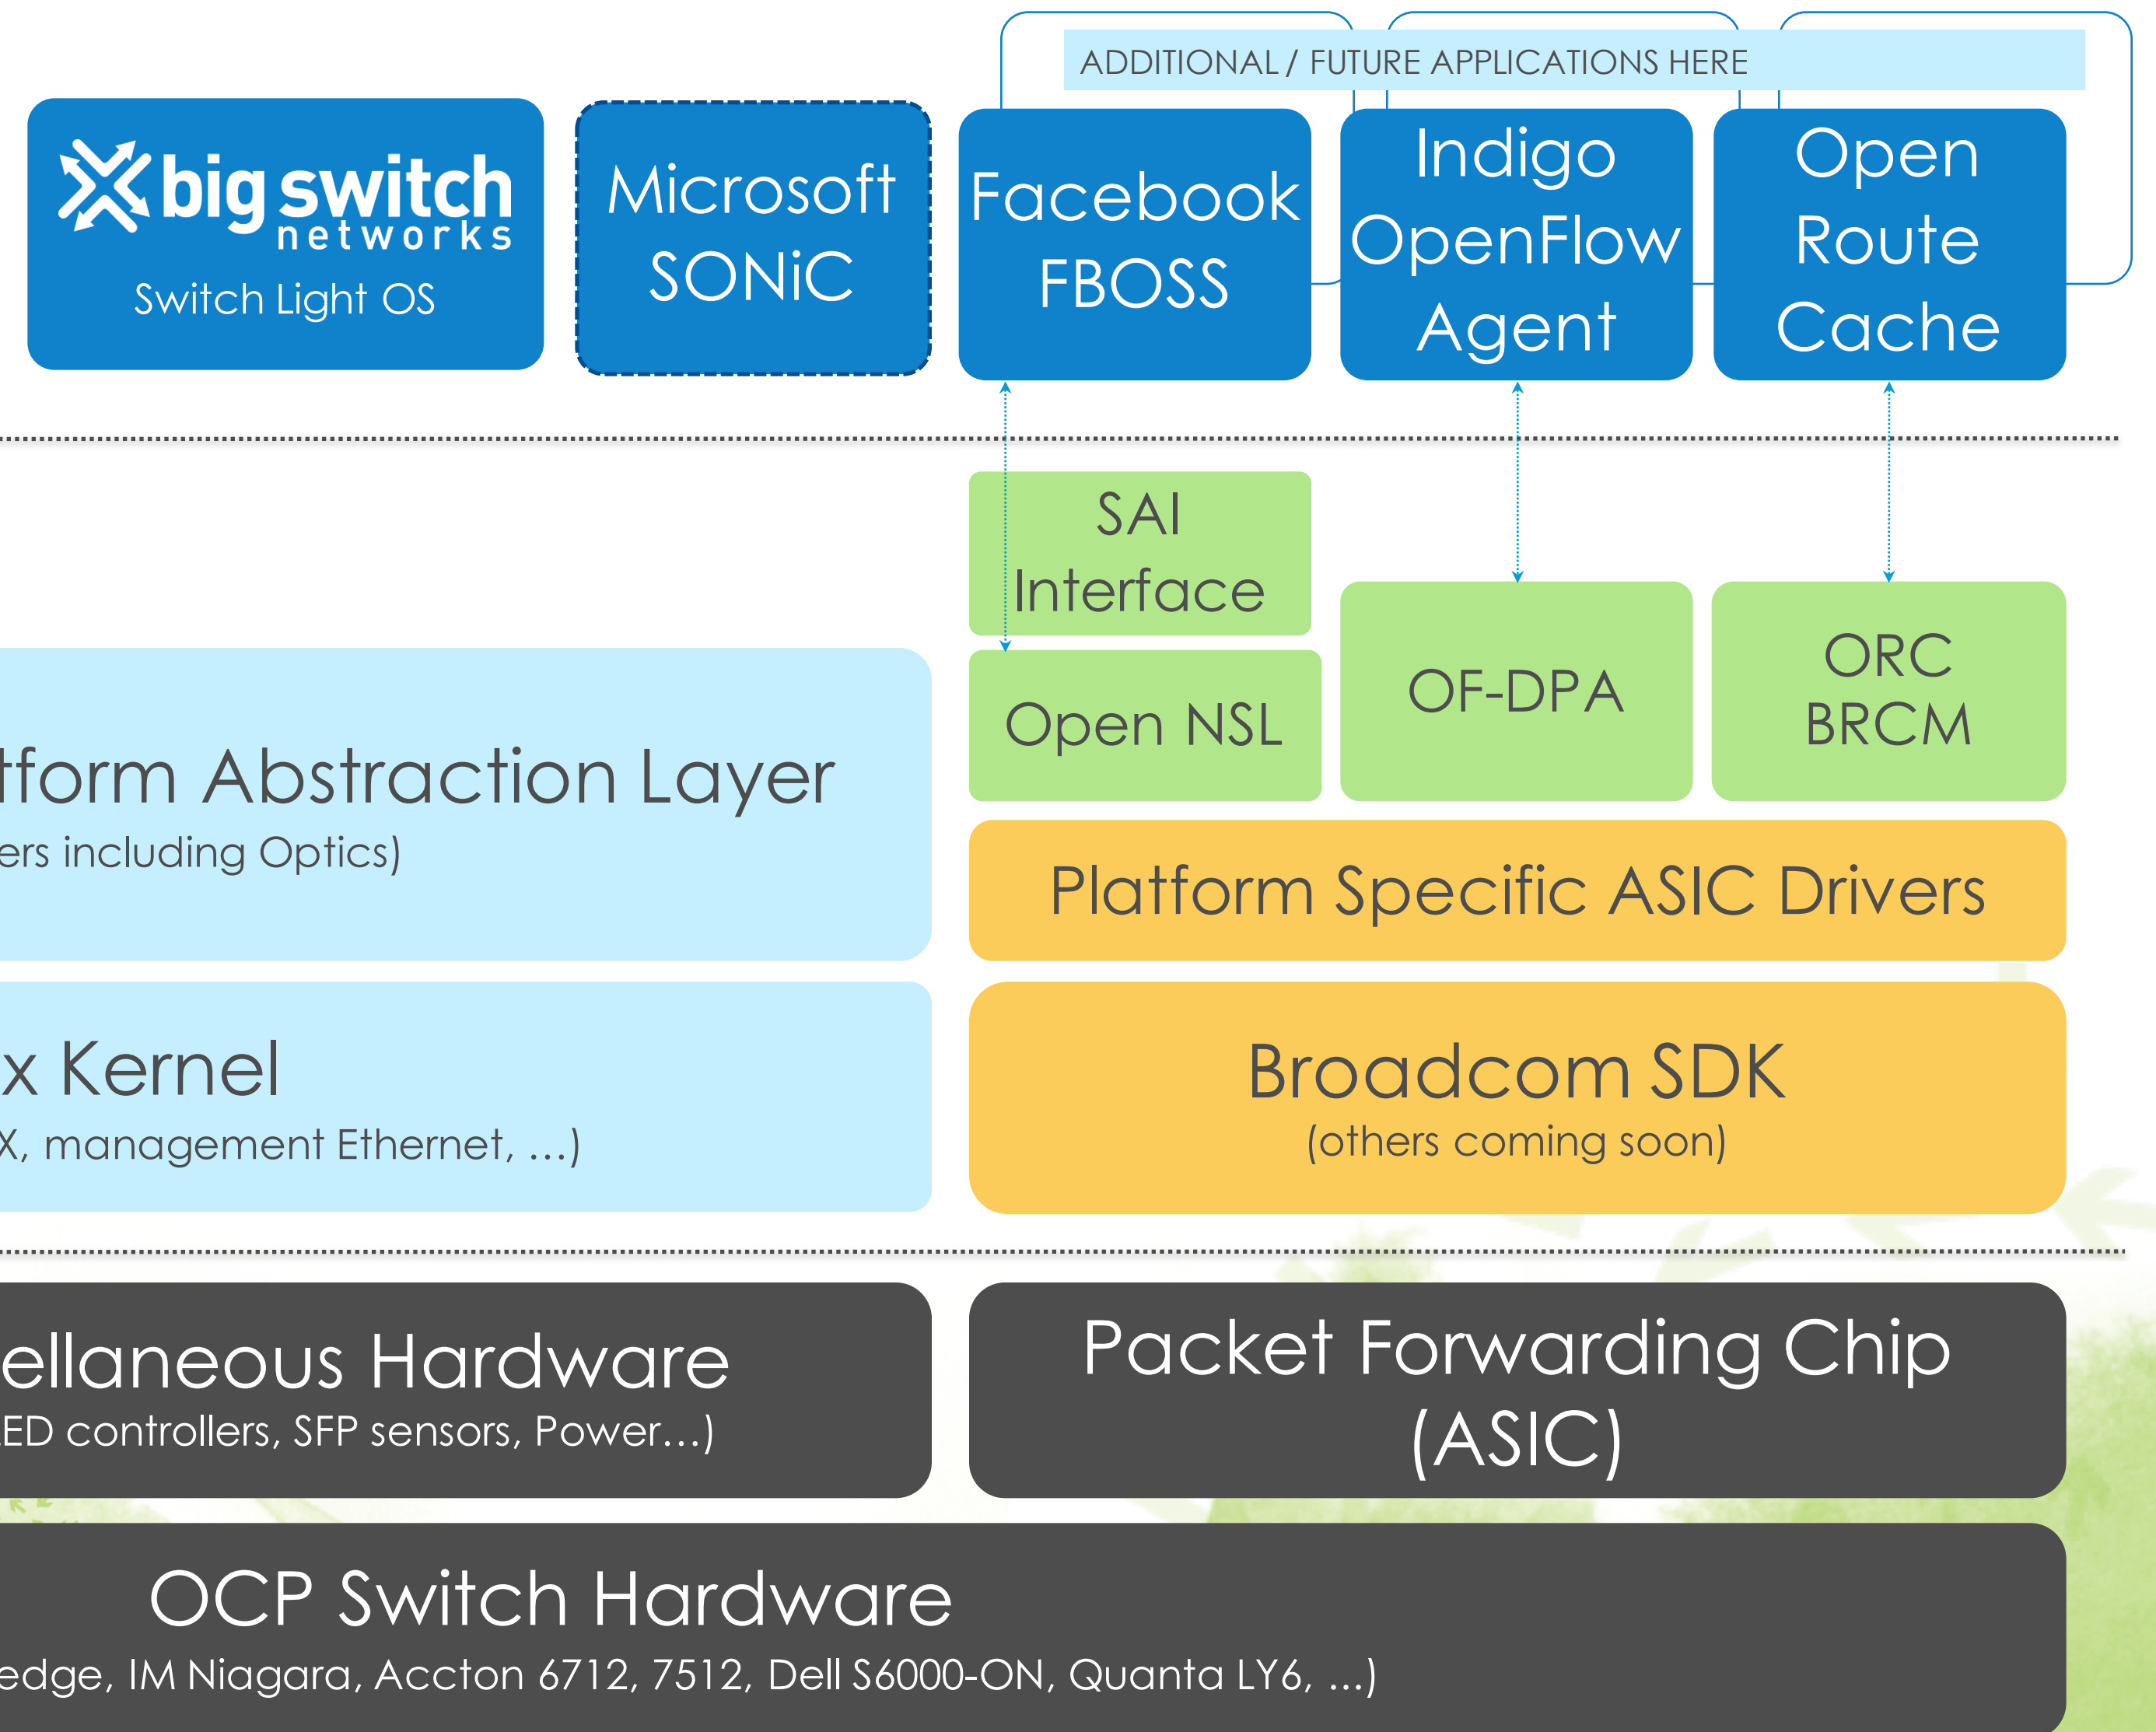 ADDITIONAL / FUTURE APPLICATIONS HERE
big switch
networks
Switch Light OS
Microsoft
SONiC
Facebook
FBOSS
Indigo
OpenFlow
Agent
Open
Route
Cache
SAI
Interface
Open NSL
OF-DPA
ORC
BRCM
tform Abstraction Layer
ers including Optics)
Platform Specific ASIC Drivers
x Kernel
X, management Ethernet, ...)
Broadcom SDK
(others coming soon)
ellaneous Hardware
ED controllers, SFP sensors, Power...)
Packet Forwarding Chip
(ASIC)
OCP Switch Hardware
edge, IM Niagara, Accton 6712, 7512, Dell S6000-ON, Quanta LY6, ...)